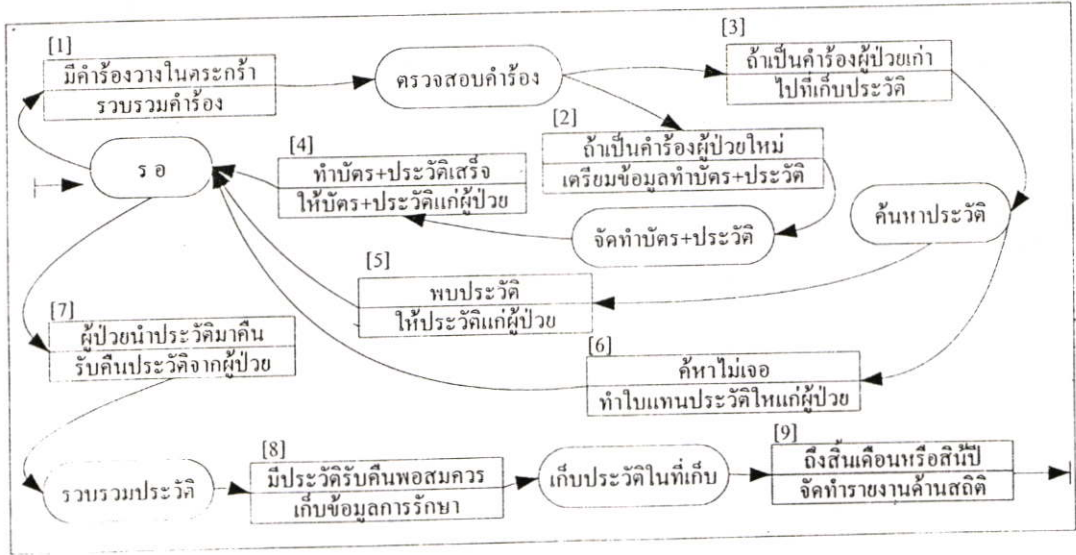 [1]
มีคำร้องวางในตระกร้า
รวบรวมคำร้อง
ตรวจสอบคำร้อง
[3]
ถ้าเป็นคำร้องผู้ป่วยเก่า
ไปที่เก็บประวัติ
[2]
ถ้าเป็นคำร้องผู้ป่วยใหม่
เตรียมข้อมูลทำบัตร+ประวัติ
[4]
ทำบัตร+ประวัติเสร็จ
ให้บัตร+ประวัติแก่ผู้ป่วย
ร อ
ค้นหาประวัติ
จัดทำบัตร+ประวัติ
[5]
พบประวัติ
ให้ประวัติแก่ผู้ป่วย
[7]
ผู้ป่วยนำประวัติมาคืน
รับคืนประวัติจากผู้ป่วย
[6]
ค้หาไม่เจอ
ทำใบแทนประวัติใหแก่ผู้ป่วย
รวบรวมประวัติ
[8]
มีประวัติรับคืนพอสมควร
เก็บข้อมูลการรักษา
เก็บประวัติในที่เก็บ
[9]
ถึงสิ้นเดือนหรือสิน้ปี
จัดทำรายงานด้านสถิติ